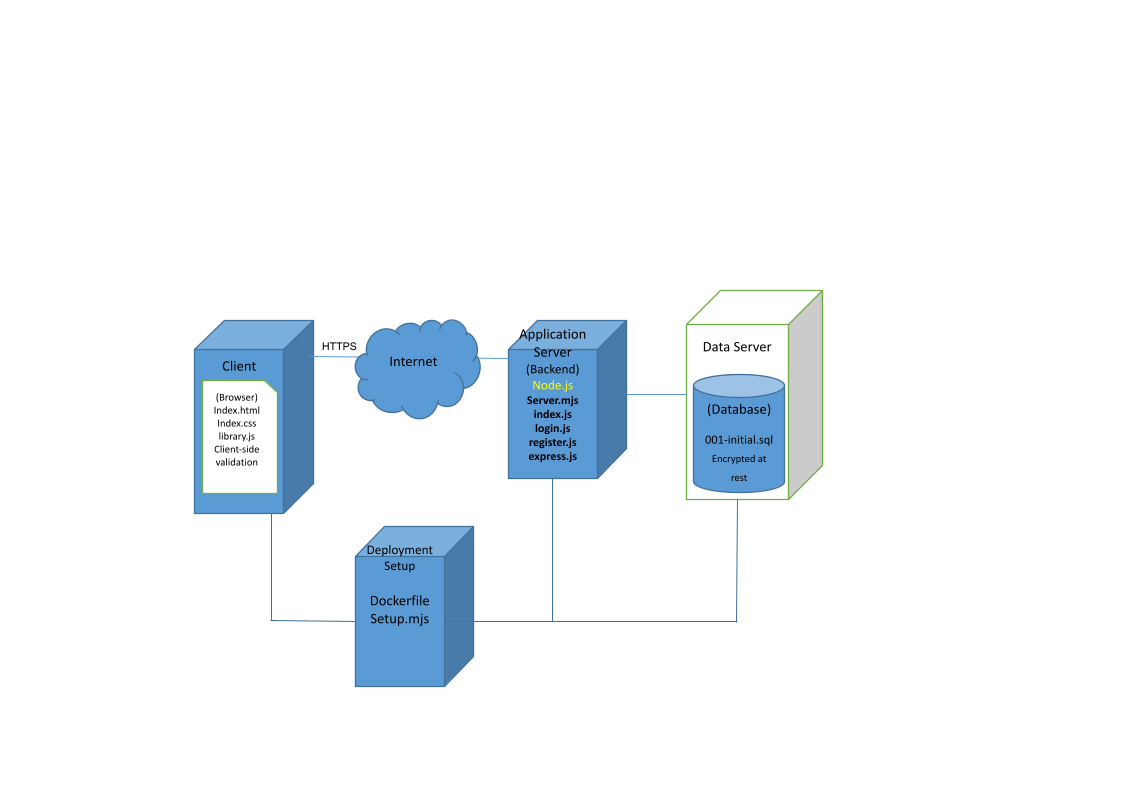 Client
(Browser)
Index.html
Index.css
library.js
Client-side
validation
HTTPS
Internet
Application
Server
(Backend)
Node.js
Server.mjs
index.js
login.js
register.js
express.js
Data Server
(Database)
001-initial.sql
Encrypted at
rest
Deployment
Setup
Dockerfile
Setup.mjs